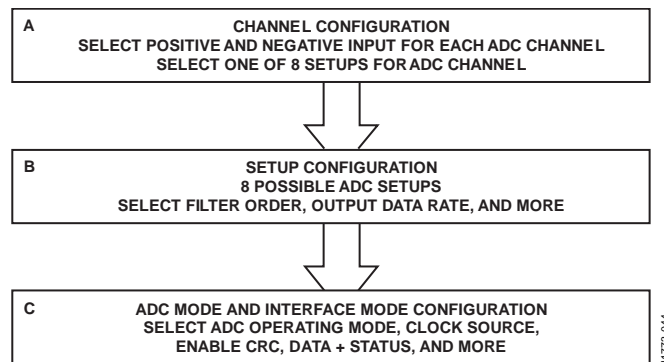 A
CHANNEL CONFIGURATION
SELECT POSITIVE AND NEGATIVE INPUT FOR EACH ADC CHANNEL
SELECT ONE OF 8 SETUPS FOR ADC CHANNEL
B
SETUP CONFIGURATION
8 POSSIBLE ADC SETUPS
SELECT FILTER ORDER, OUTPUT DATA RATE, AND MORE
C
ADC MODE AND INTERFACE MODE CONFIGURATION
SELECT ADC OPERATING MODE, CLOCK SOURCE,
ENABLE CRC, DATA + STATUS, AND MORE